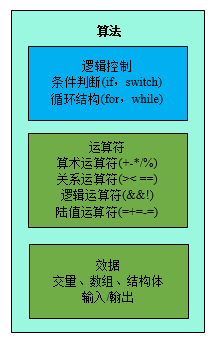 算法
逻辑控制
条件判断(if，switch)
循环结构(for，while)
运算符
算术运算符(+-*/%)
关系运算符(>< ==)
逻辑运算符(&&!)
陆值运算符(=+=-=)
效据
交量、数组、结构体
输入/輸出